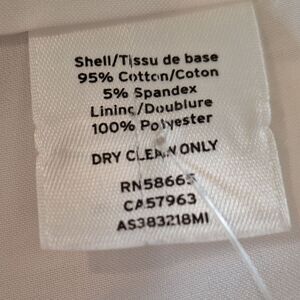 Shell/Tissu de base
95% Cotton/Coton
5% Spandex
Lining/Doublure
100% Polyester
DRY CLEAN ONLY
RN58665
CA57963
AS383218MI